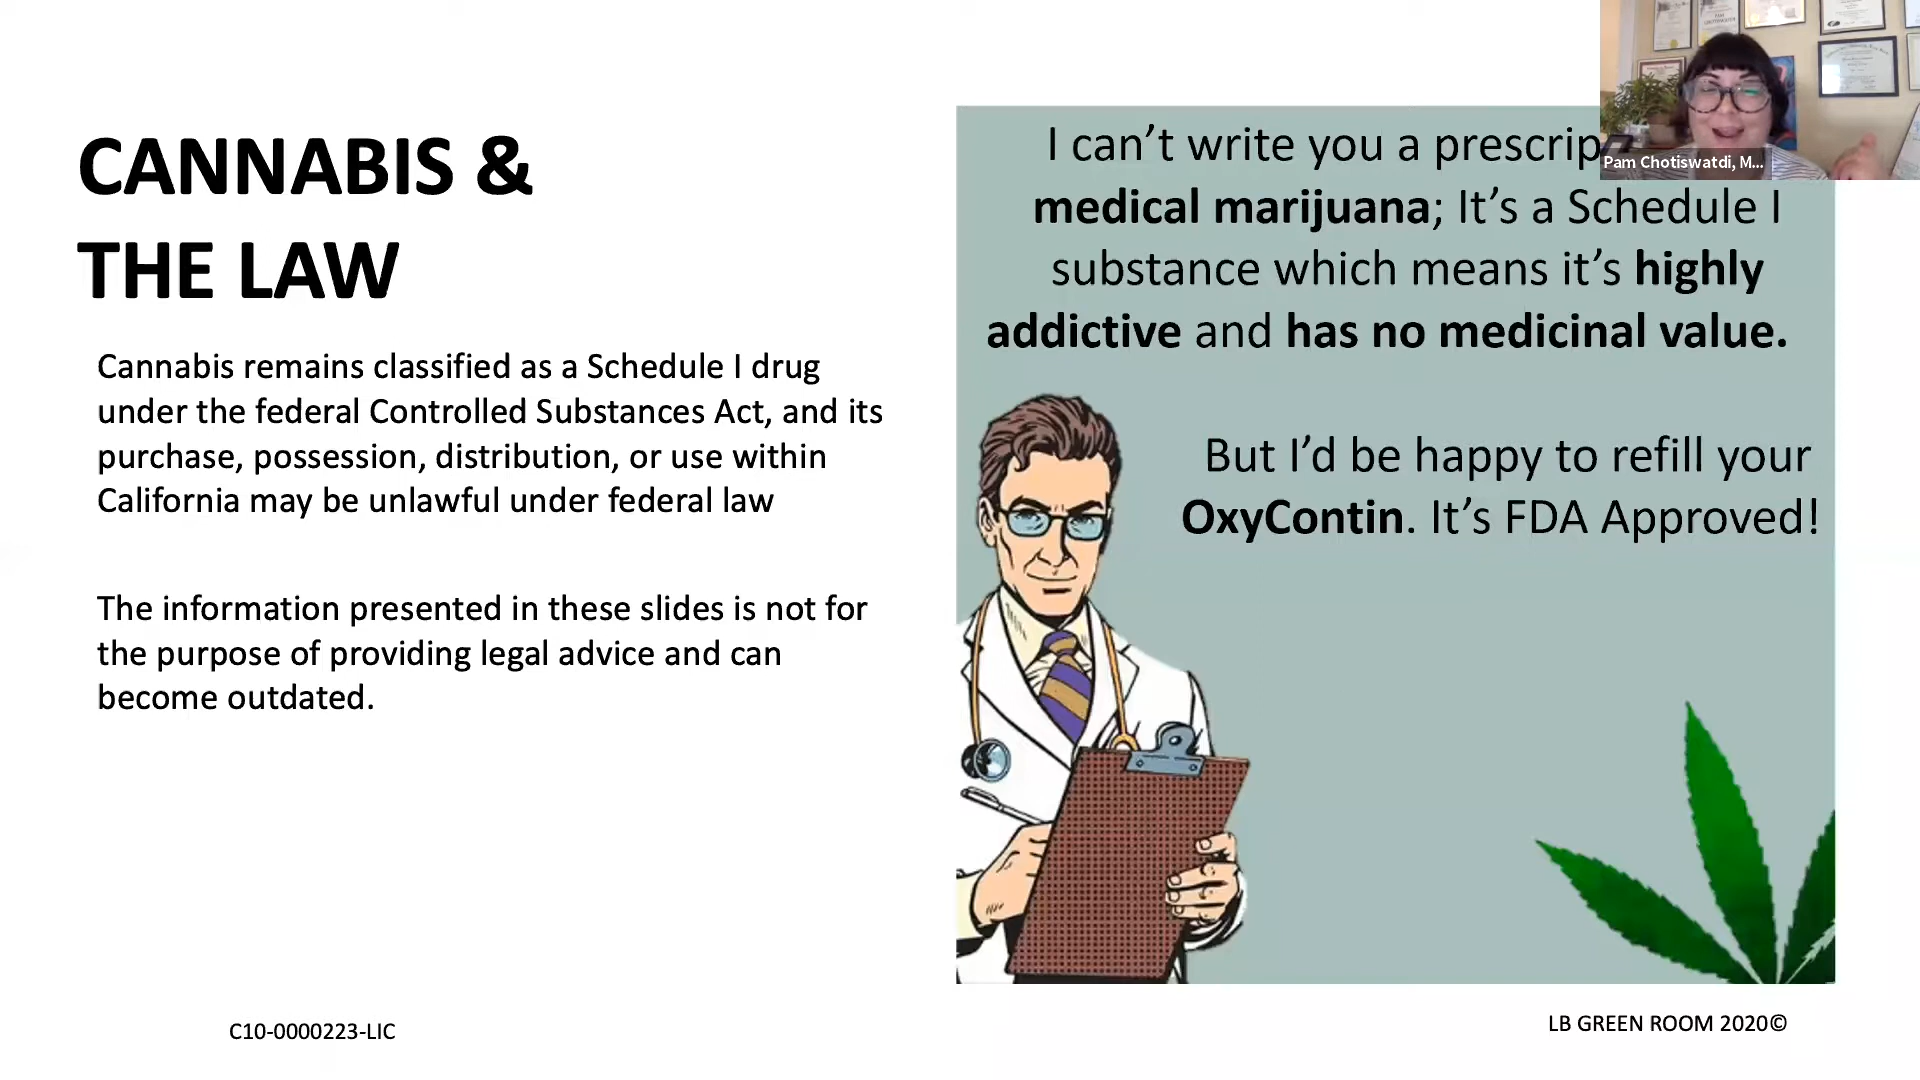 CANNABIS &
THE LAW
Cannabis remains classified as a Schedule I drug
under the federal Controlled Substances Act, and its
purchase, possession, distribution, or use within
California may be unlawful under federal law
The information presented in these slides is not for
the purpose of providing legal advice and can
become outdated.
I can’t write you a prescrip
medical marijuana; It’s a Schedule I
substance which means it’s highly
addictive and has no medicinal value.
But I’d be happy to refill your
OxyContin. It’s FDA Approved!
Pam Chotiswatdi, M...
C10-0000223-LIC
LB GREEN ROOM 2020©